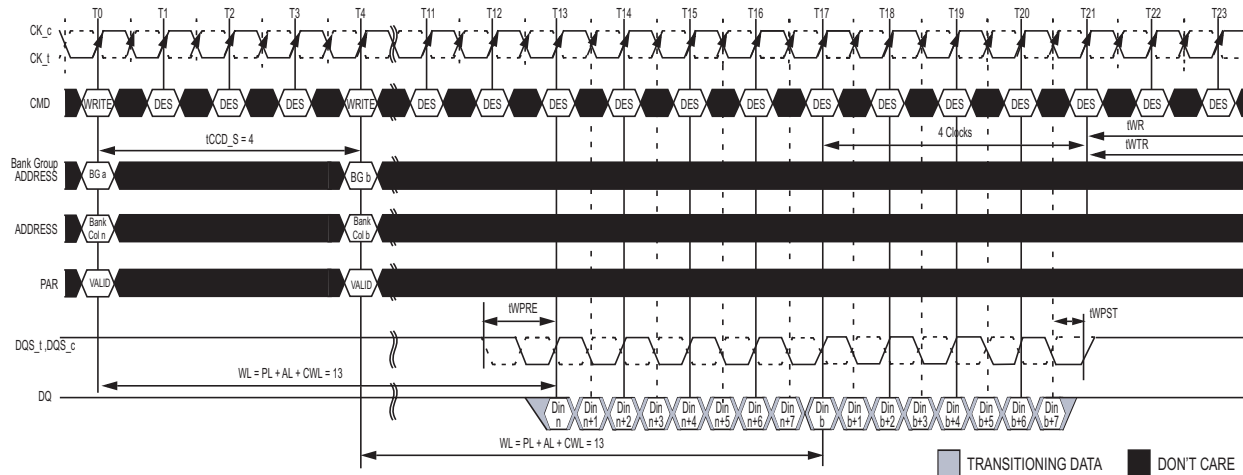 T0 T1 T2 T3 T4 T11 T12 T13 T14 T15 T16 T17 T18 T19 T20 T21 T22 T23
CK_c
CK_t
CMD WRITE DES DES DES WRITE DES DES DES DES DES DES DES DES DES DES DES DES DES
tCCD_S = 4
4 Clocks
tWR
tWTR
Bank Group
ADDRESS
BG a
BG b
ADDRESS
Bank
Col n
Bank
Col b
PAR
VALID
VALID
tWPRE
tWPST
DQS_t ,DQS_c
WL = PL + AL + CWL = 13
DQ
Din
n
Din
n+1
Din
n+2
Din
n+3
Din
n+4
Din
n+5
Din
n+6
Din
n+7
Din
b
Din
b+1
Din
b+2
Din
b+3
Din
b+4
Din
b+5
Din
b+6
Din
b+7
WL = PL + AL + CWL = 13
TRANSITIONING DATA
DON'T CARE